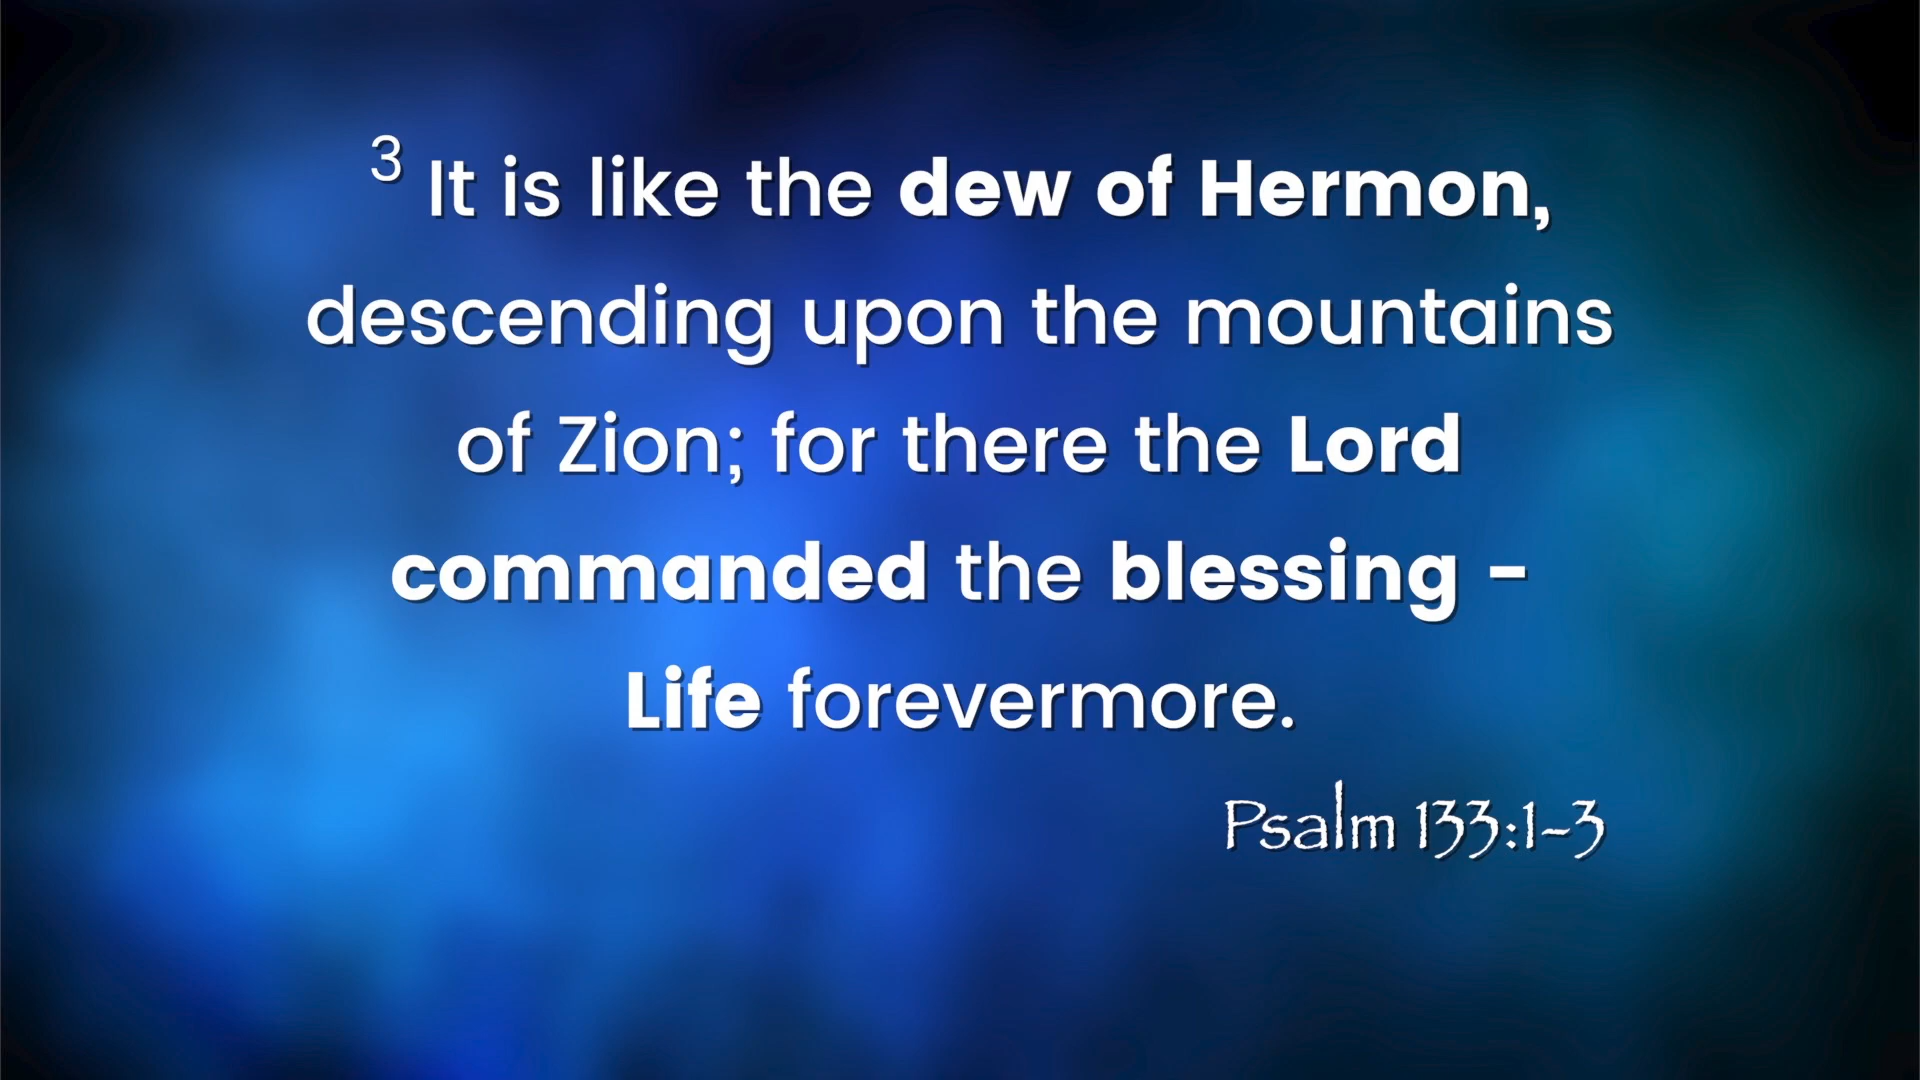 3 It is like the dew of Hermon,
descending upon the mountains
of Zion; for there the Lord
commanded the blessing -
Life forevermore.
Psalm 133:1-3